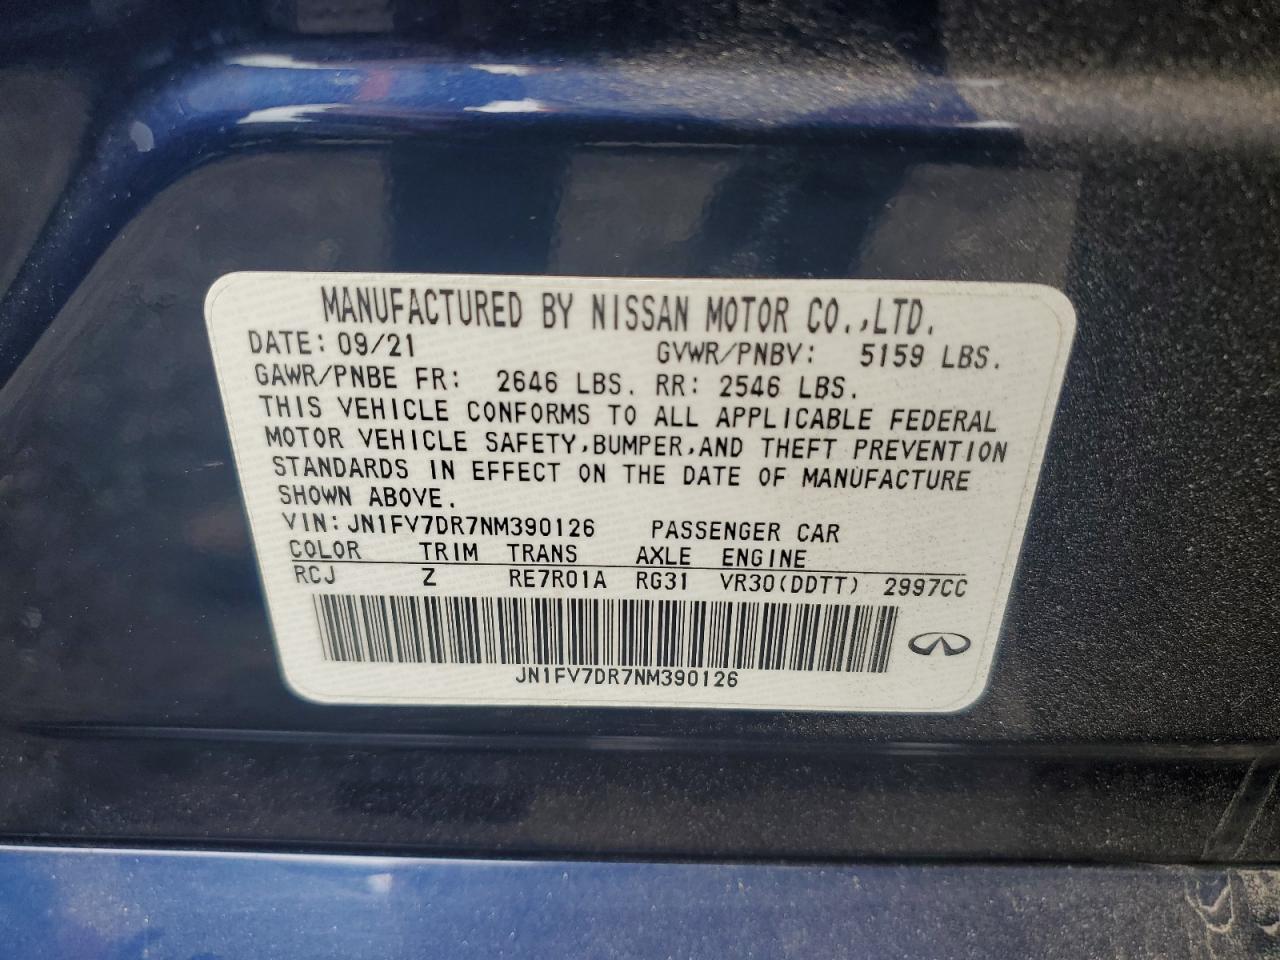 MANUFACTURED BY NISSAN MOTOR CO.,LTD.
DATE: 09/21 GVWR/PNBV: 5159 LBS.
GAWR/PNBE FR: 2646 LBS. RR: 2546 LBS.
THIS VEHICLE CONFORMS TO ALL APPLICABLE FEDERAL
MOTOR VEHICLE SAFETY,BUMPER,AND THEFT PREVENTION
STANDARDS IN EFFECT ON THE DATE OF MANUFACTURE
SHOWN ABOVE.
VIN: JN1FV7DR7NM390126 PASSENGER CAR
COLOR TRIM TRANS AXLE ENGINE
RCJ Z RE7R01A RG31 VR30(DDTT) 2997CC
JN1FV7DR7NM390126